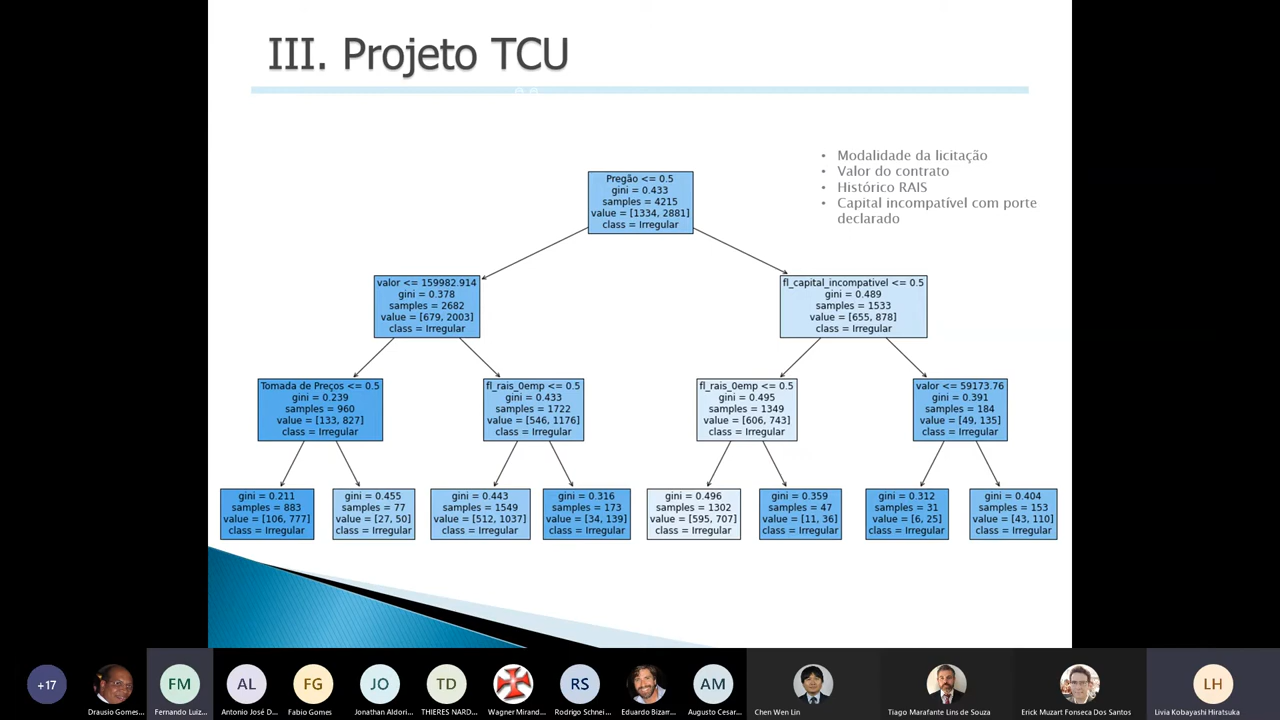 III. Projeto TCU
• Modalidade da licitação
• Valor do contrato
• Histórico RAIS
• Capital incompatível com porte
declarado
Pregão <= 0.5
gini = 0.433
samples = 4215
value = [1334, 2881]
class = Irregular
valor <= 159982.914
gini = 0.378
samples = 2682
value = [679, 2003]
class = Irregular
fl_capital_incompativel <= 0.5
gini = 0.489
samples = 1533
value = [655, 878]
class = Irregular
Tomada de Preços <= 0.5
gini = 0.239
samples = 960
value = [133, 827]
class = Irregular
fl_rais_0emp <= 0.5
gini = 0.433
samples = 1722
value = [546, 1176]
class = Irregular
fl_rais_0emp <= 0.5
gini = 0.495
samples = 1349
value = [606, 743]
class = Irregular
valor <= 59173.76
gini = 0.391
samples = 184
value = [49, 135]
class = Irregular
gini = 0.211
samples = 883
value = [106, 777]
class = Irregular
gini = 0.455
samples = 77
value = [27, 50]
class = Irregular
gini = 0.443
samples = 1549
value = [512, 1037]
class = Irregular
gini = 0.316
samples = 173
value = [34, 139]
class = Irregular
gini = 0.496
samples = 1302
value = [595, 707]
class = Irregular
gini = 0.359
samples = 47
value = [11, 36]
class = Irregular
gini = 0.312
samples = 31
value = [6, 25]
class = Irregular
gini = 0.404
samples = 153
value = [43, 110]
class = Irregular
+17
Drausio Gomes...
FM
Fernando Luiz...
AL
Antonio José D...
FG
Fabio Gomes
JO
Jonathan Aldori...
TD
THIERES NARD...
Wagner Mirand...
RS
Rodrigo Schnei...
Eduardo Bizarr...
AM
Augusto Cesar...
Chen Wen Lin
Tiago Marafante Lins de Souza
Erick Muzart Fonseca Dos Santos
LH
Livia Kobayashi Hiratsuka